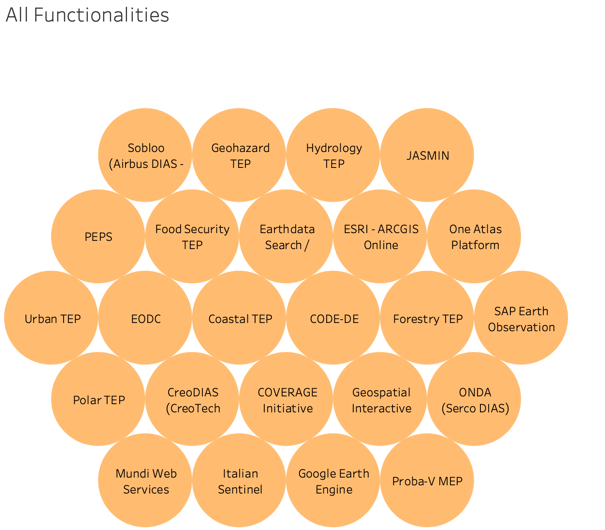 All Functionalities
Sobloo
(Airbus DIAS -
Geohazard
TEP
Hydrology
TEP
JASMIN
PEPS
Food Security
TEP
Earthdata
Search /
ESRI - ARCGIS
Online
One Atlas
Platform
Urban TEP
EODC
Coastal TEP
CODE-DE
Forestry TEP
SAP Earth
Observation
Polar TEP
CreoDIAS
(CreoTech
COVERAGE
Initiative
Geospatial
Interactive
ONDA
(Serco DIAS)
Mundi Web
Services
Italian
Sentinel
Google Earth
Engine
Proba-V MEP